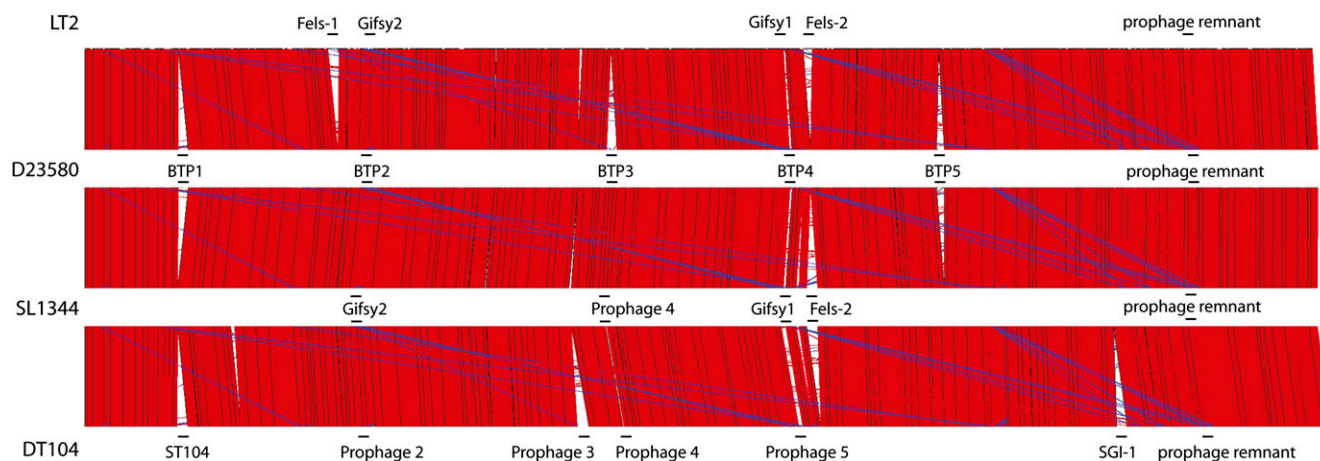 LT2 Fels-1 Gifsy2 Gifsy1 Fels-2 prophage remnant
D23580 BTP1 BTP2 BTP3 BTP4 BTP5 prophage remnant
SL1344 Gifsy2 Prophage 4 Gifsy1 Fels-2 prophage remnant
DT104 ST104 Prophage 2 Prophage 3 Prophage 4 Prophage 5 SGI-1 prophage remnant